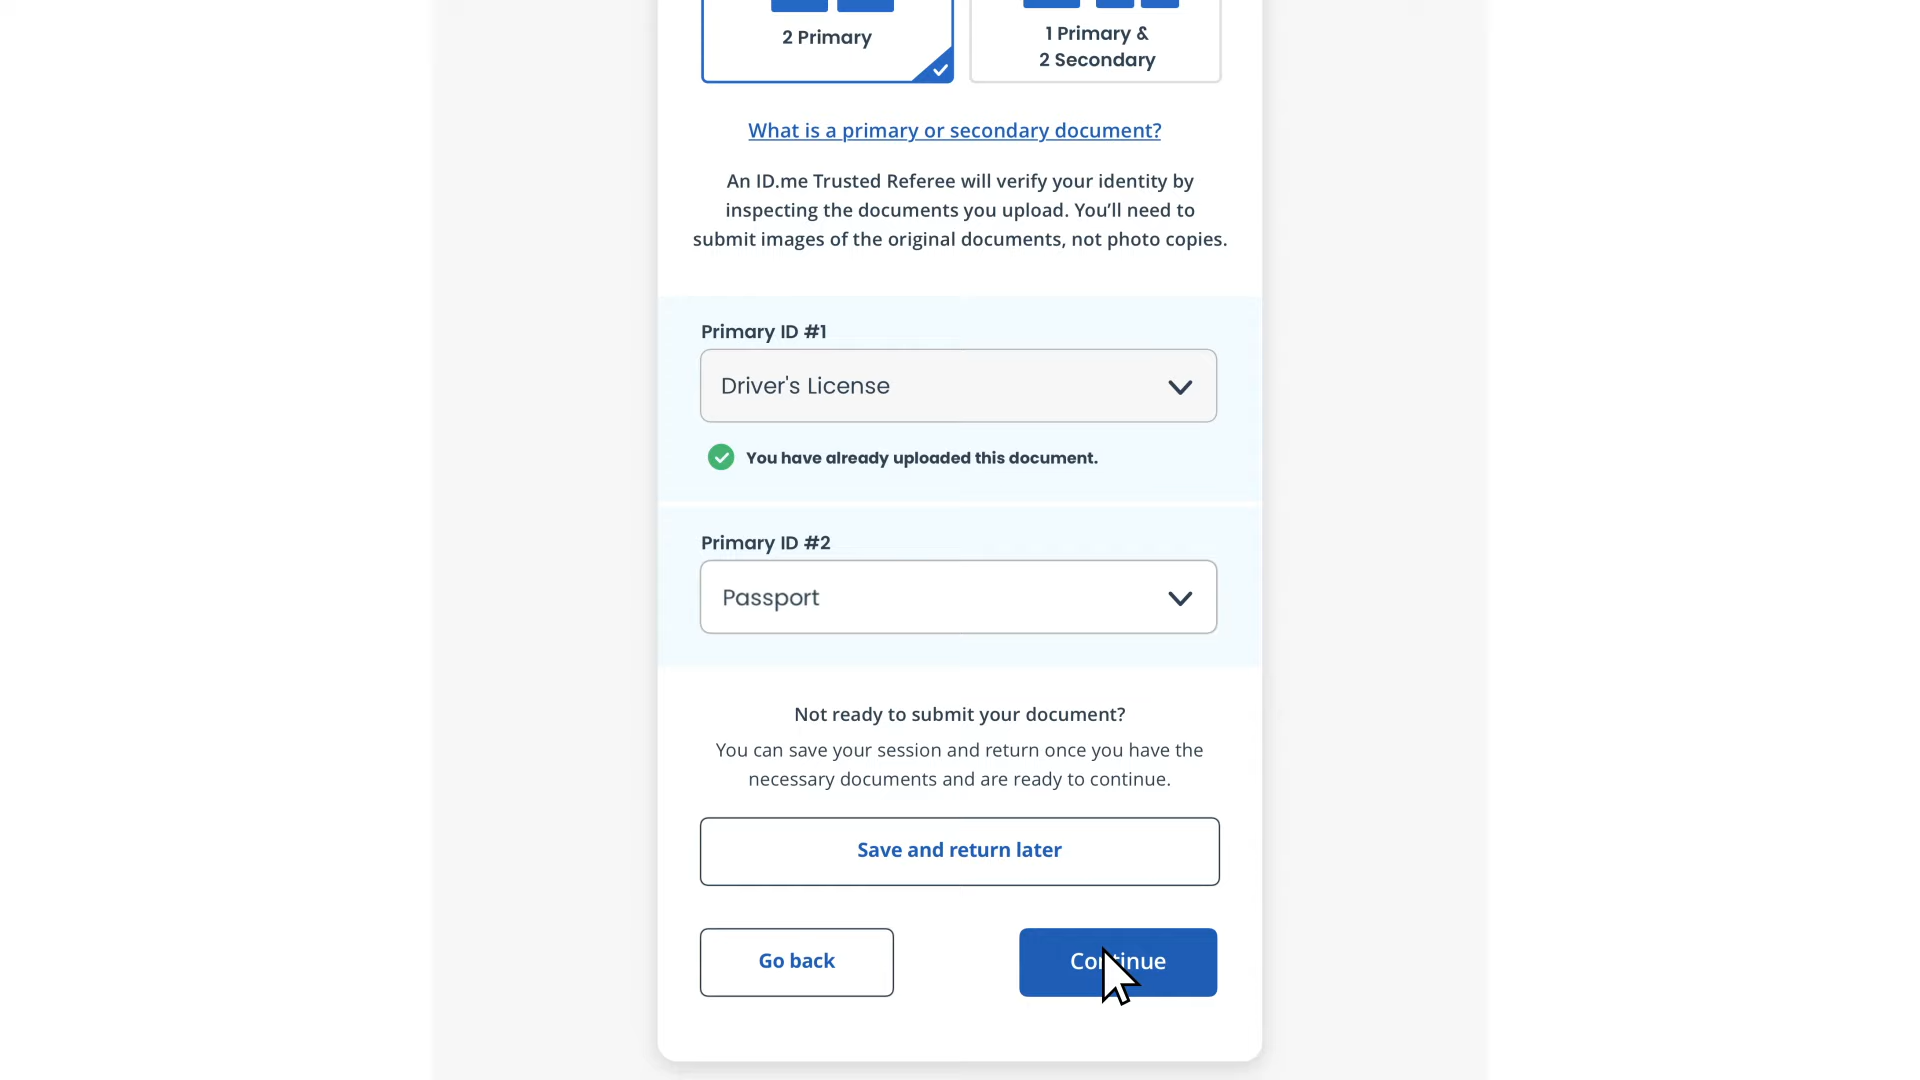 2 Primary
1 Primary &
2 Secondary
What is a primary or secondary document?
An ID.me Trusted Referee will verify your identity by
inspecting the documents you upload. You’ll need to
submit images of the original documents, not photo copies.
Primary ID #1
Driver's License
You have already uploaded this document.
Primary ID #2
Passport
Not ready to submit your document?
You can save your session and return once you have the
necessary documents and are ready to continue.
Save and return later
Go back
Continue